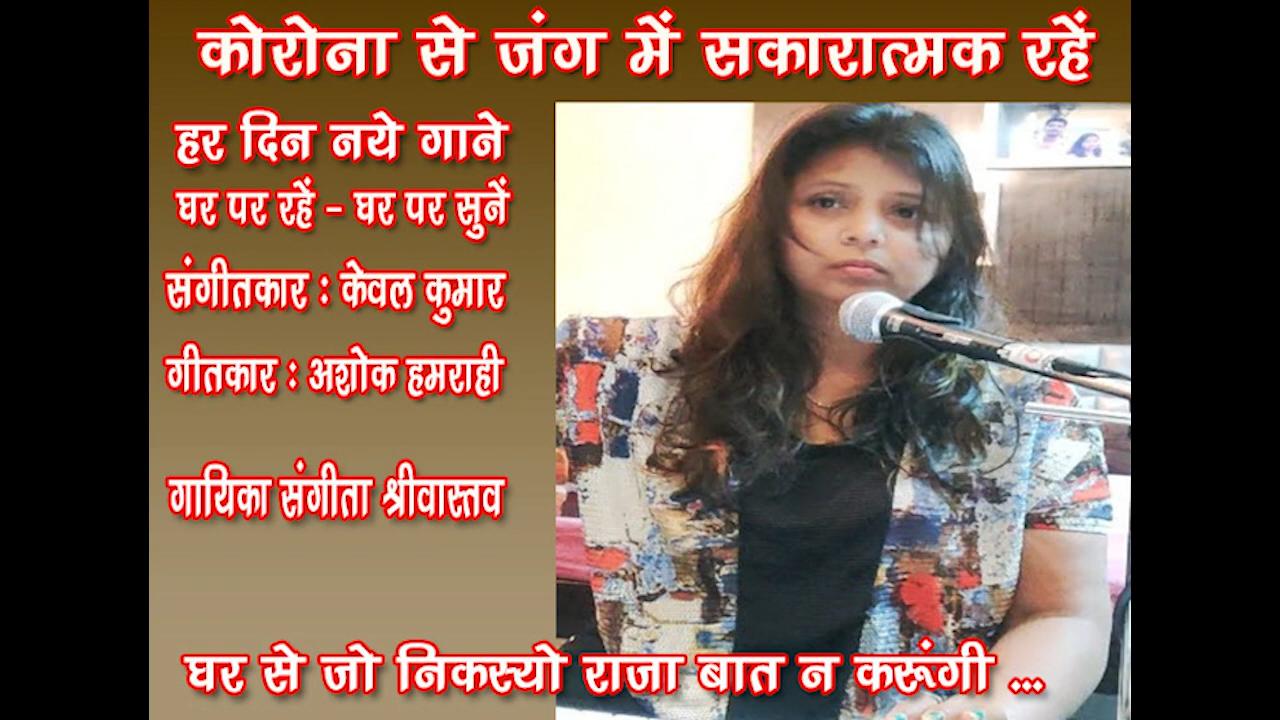 कोरोना से जंग में सकारात्मक रहें
हर दिन नये गाने
घर पर रहें - घर पर सुनें
संगीतकार : केवल कुमार
गीतकार : अशोक हमराही
गायिका संगीता श्रीवास्तव
घर से जो निकस्यो राजा बात न करूंगी ...